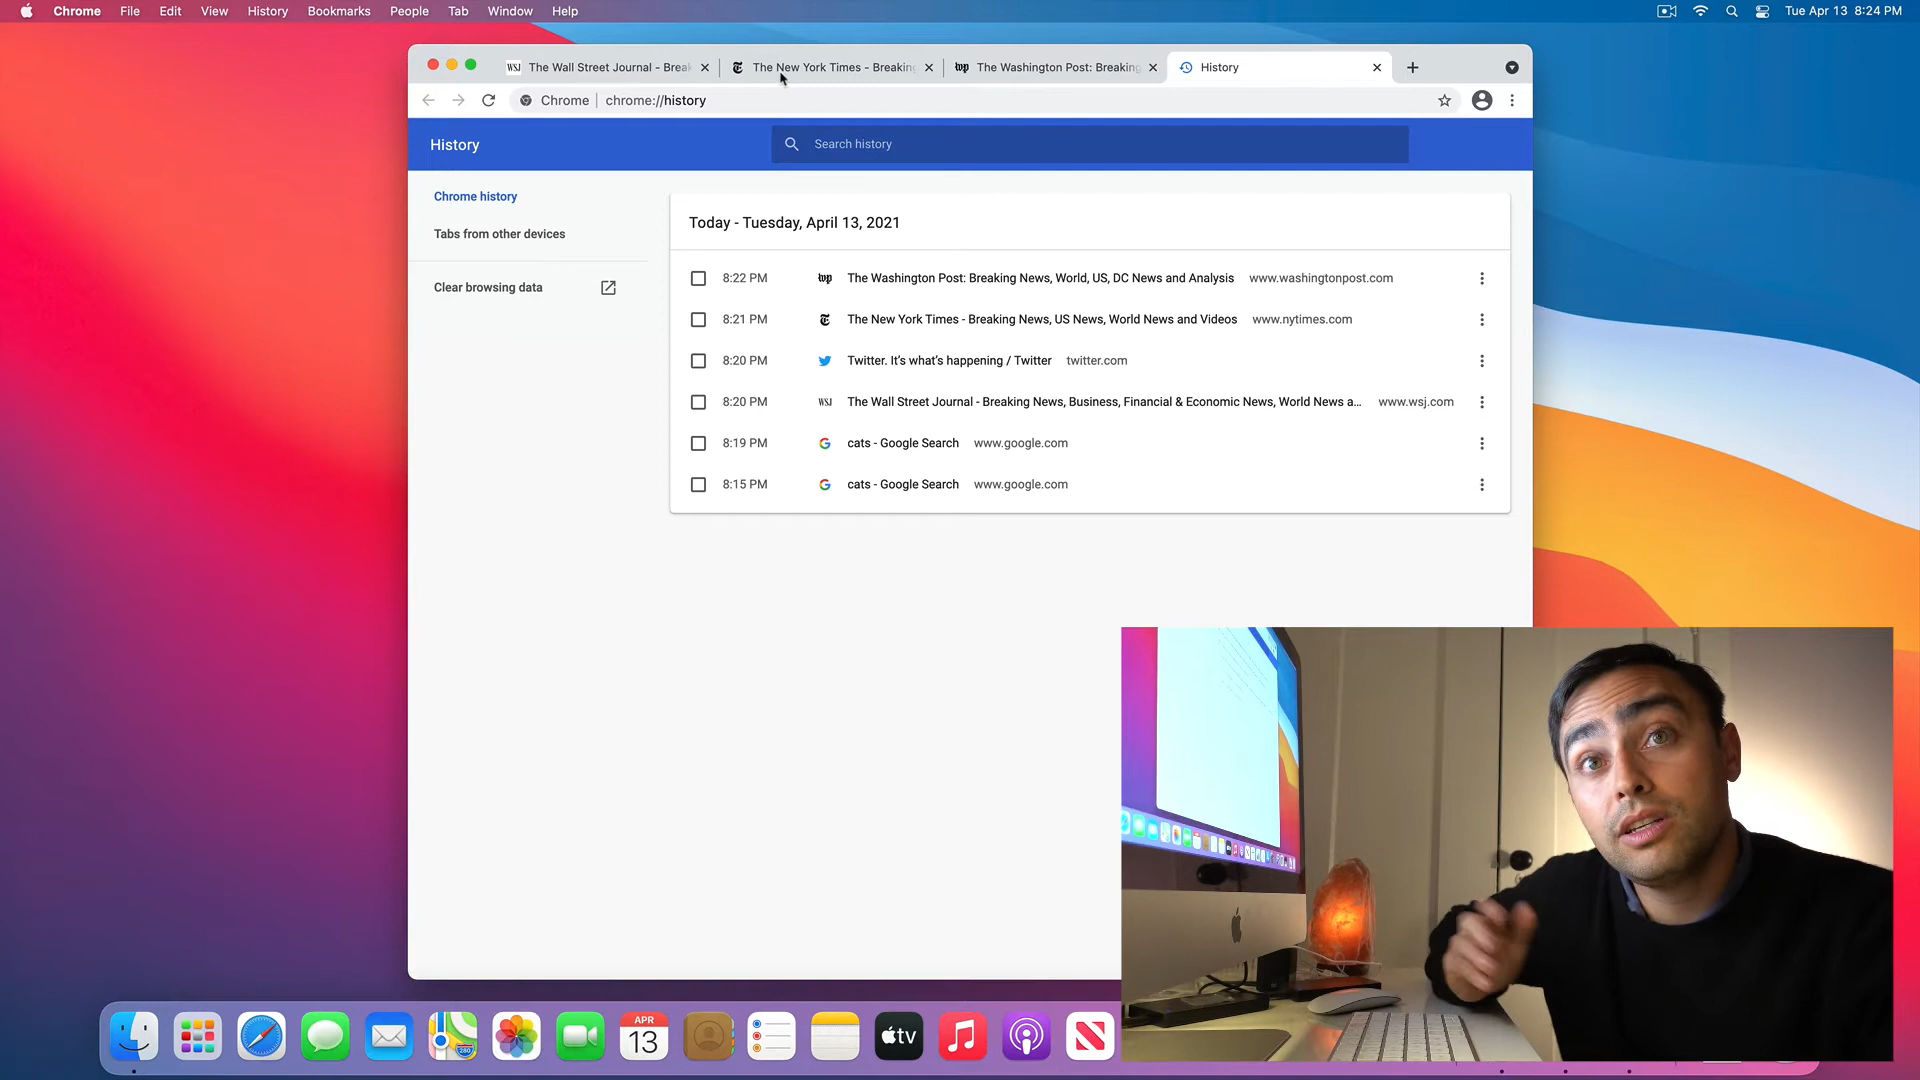 Chrome File Edit View History Bookmarks People Tab Window Help Tue Apr 13 8:24 PM
WSJ The Wall Street Journal - Break The New York Times - Breaking The Washington Post: Breaking History
Chrome chrome://history
History Search history
Chrome history
Tabs from other devices
Clear browsing data
Today - Tuesday, April 13, 2021
8:22 PM wp The Washington Post: Breaking News, World, US, DC News and Analysis www.washingtonpost.com
8:21 PM The New York Times - Breaking News, US News, World News and Videos www.nytimes.com
8:20 PM Twitter. It’s what’s happening / Twitter twitter.com
8:20 PM WSJ The Wall Street Journal - Breaking News, Business, Financial & Economic News, World News a... www.wsj.com
8:19 PM cats - Google Search www.google.com
8:15 PM cats - Google Search www.google.com
APR
13
280
tv